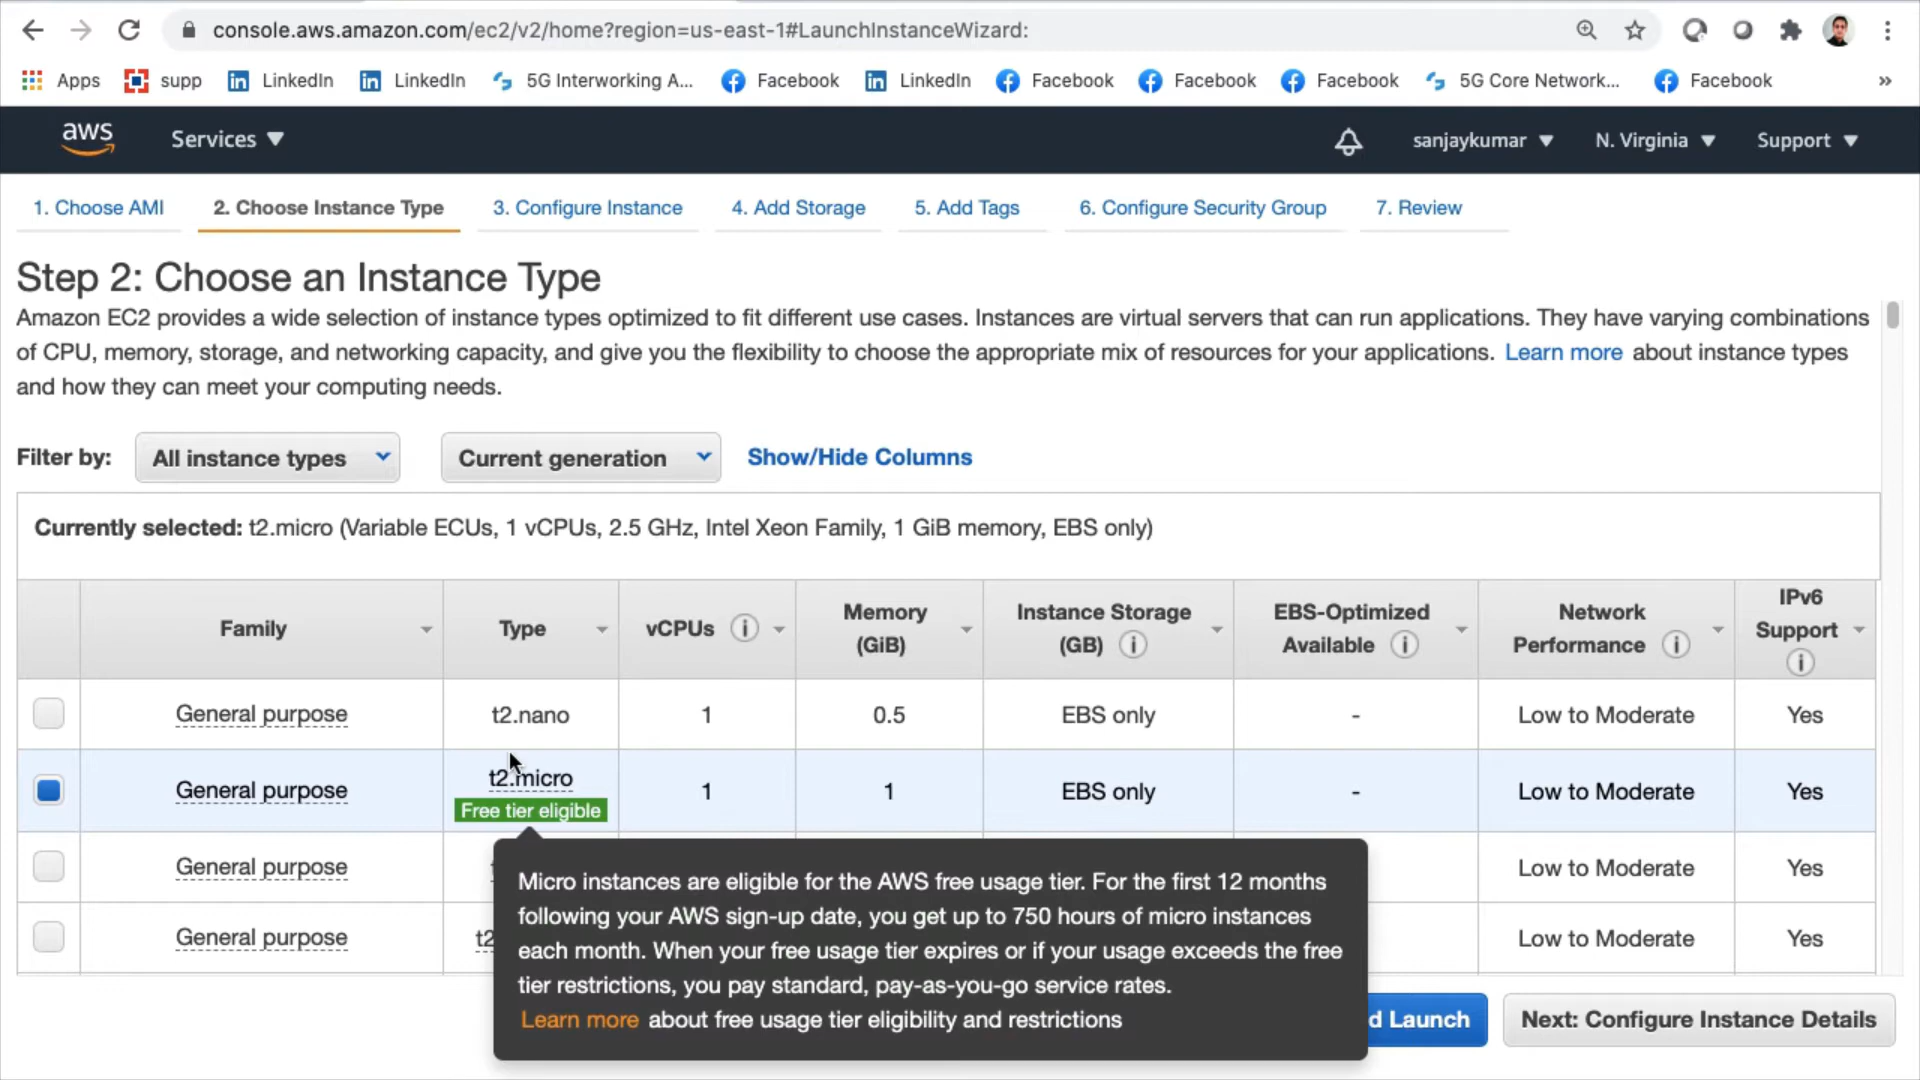 console.aws.amazon.com/ec2/v2/home?region=us-east-1#LaunchInstanceWizard:
Apps supp LinkedIn LinkedIn 5G Interworking A... Facebook LinkedIn Facebook Facebook Facebook 5G Core Network... Facebook »
aws Services sanjaykumar N. Virginia Support
1. Choose AMI 2. Choose Instance Type 3. Configure Instance 4. Add Storage 5. Add Tags 6. Configure Security Group 7. Review
Step 2: Choose an Instance Type
Amazon EC2 provides a wide selection of instance types optimized to fit different use cases. Instances are virtual servers that can run applications. They have varying combinations
of CPU, memory, storage, and networking capacity, and give you the flexibility to choose the appropriate mix of resources for your applications. Learn more about instance types
and how they can meet your computing needs.
Filter by: All instance types Current generation Show/Hide Columns
Currently selected: t2.micro (Variable ECUs, 1 vCPUs, 2.5 GHz, Intel Xeon Family, 1 GiB memory, EBS only)
Family Type vCPUs Memory (GiB) Instance Storage (GB) EBS-Optimized Available Network Performance IPv6 Support
General purpose t2.nano 1 0.5 EBS only - Low to Moderate Yes
General purpose t2.micro 1 1 EBS only - Low to Moderate Yes
Free tier eligible
General purpose Low to Moderate Yes
General purpose t2 Low to Moderate Yes
Micro instances are eligible for the AWS free usage tier. For the first 12 months
following your AWS sign-up date, you get up to 750 hours of micro instances
each month. When your free usage tier expires or if your usage exceeds the free
tier restrictions, you pay standard, pay-as-you-go service rates.
Learn more about free usage tier eligibility and restrictions
d Launch Next: Configure Instance Details